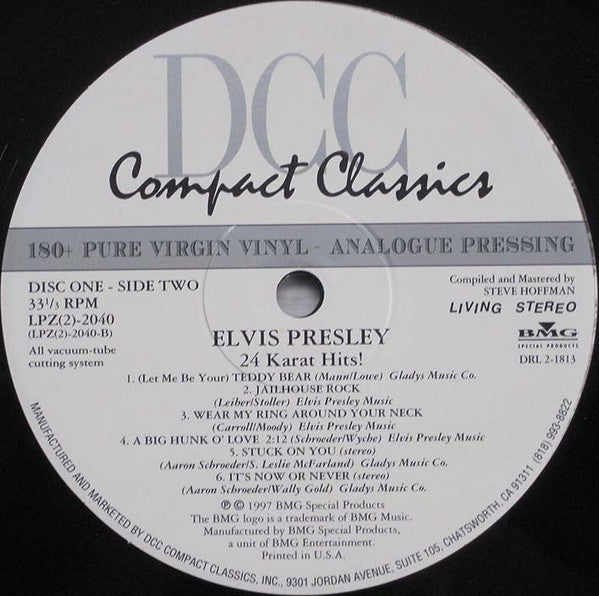 DCC
Compact Classics
180+ PURE VIRGIN VINYL - ANALOGUE PRESSING
DISC ONE - SIDE TWO
33 1/3 RPM
LPZ(2)-2040
(LPZ(2)-2040-B)
All vacuum-tube
cutting system
Compiled and Mastered by
STEVE HOFFMAN
LIVING STEREO
BMG
SPECIAL PRODUCTS
DRL 2-1813
ELVIS PRESLEY
24 Karat Hits!
1. (Let Me Be Your) TEDDY BEAR (Mann/Lowe) Gladys Music Co.
2. JAILHOUSE ROCK
(Leiber/Stoller) Elvis Presley Music
3. WEAR MY RING AROUND YOUR NECK
(Carroll/Moody) Elvis Presley Music
4. A BIG HUNK O' LOVE 2:12 (Schroeder/Wyche) Elvis Presley Music
5. STUCK ON YOU (stereo)
(Aaron Schroeder/S. Leslie McFarland) Gladys Music Co.
6. IT'S NOW OR NEVER (stereo)
(Aaron Schroeder/Wally Gold) Gladys Music Co.
℗ © 1997 BMG Special Products
The BMG logo is a trademark of BMG Music.
Manufactured by BMG Special Products,
a unit of BMG Entertainment.
Printed in U.S.A.
MANUFACTURED AND MARKETED BY DCC COMPACT CLASSICS, INC., 9301 JORDAN AVENUE, SUITE 105, CHATSWORTH, CA 91311 (818) 993-8822